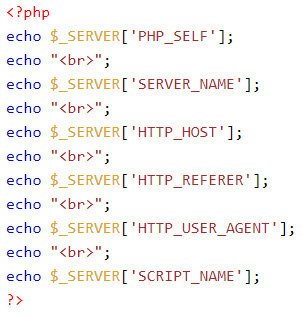 <?php
echo $_SERVER['PHP_SELF'];
echo "<br>";
echo $_SERVER['SERVER_NAME'];
echo "<br>";
echo $_SERVER['HTTP_HOST'];
echo "<br>";
echo $_SERVER['HTTP_REFERER'];
echo "<br>";
echo $_SERVER['HTTP_USER_AGENT'];
echo "<br>";
echo $_SERVER['SCRIPT_NAME'];
?>